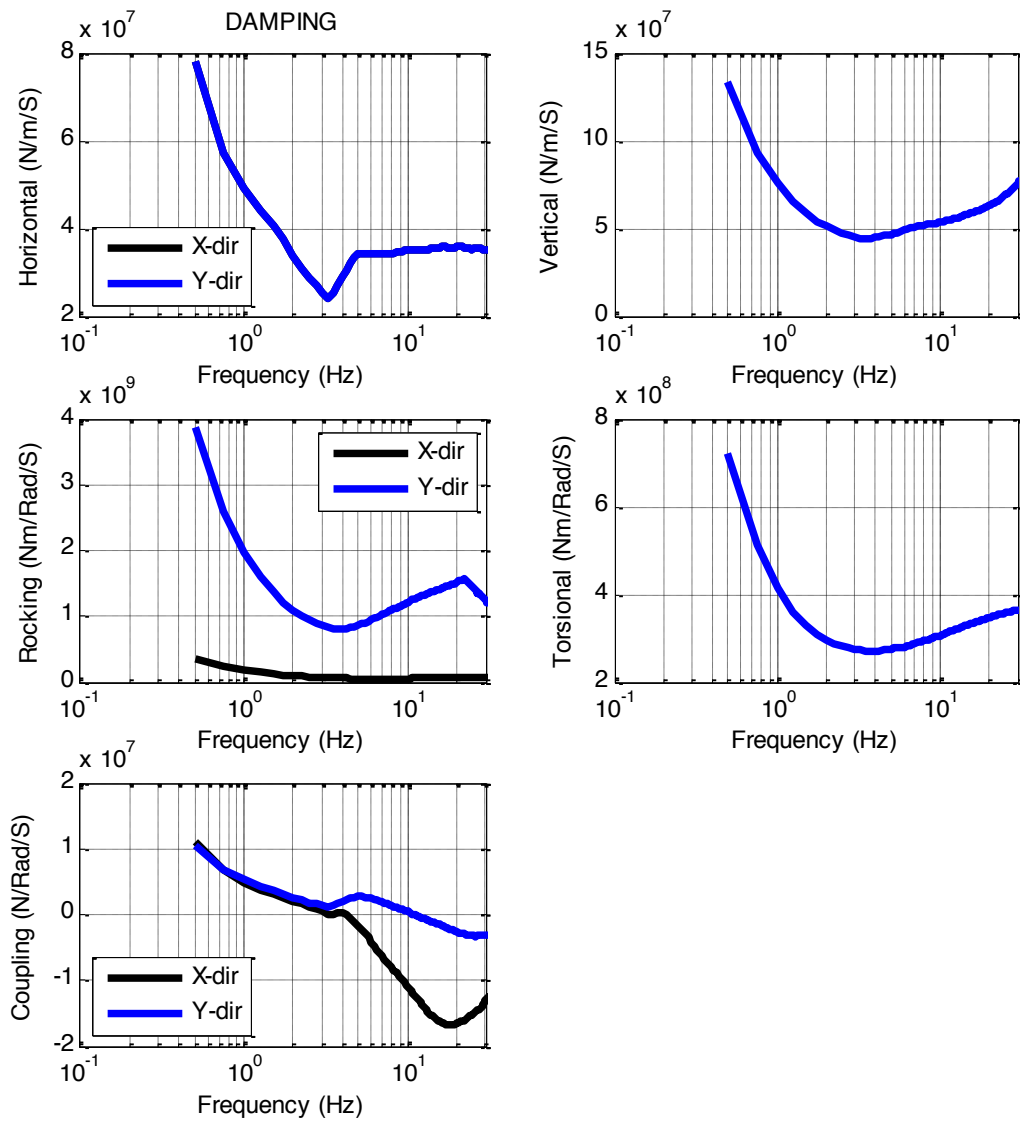 DAMPING
x 10^7
8
6
4
2
Horizontal (N/m/S)
X-dir
Y-dir
10^-1
10^0
10^1
Frequency (Hz)
x 10^7
15
10
5
0
Vertical (N/m/S)
10^-1
10^0
10^1
Frequency (Hz)
x 10^9
4
3
2
1
0
Rocking (Nm/Rad/S)
X-dir
Y-dir
10^-1
10^0
10^1
Frequency (Hz)
x 10^8
8
6
4
2
Torsional (Nm/Rad/S)
10^-1
10^0
10^1
Frequency (Hz)
x 10^7
2
1
0
-1
-2
Coupling (N/Rad/S)
X-dir
Y-dir
10^-1
10^0
10^1
Frequency (Hz)